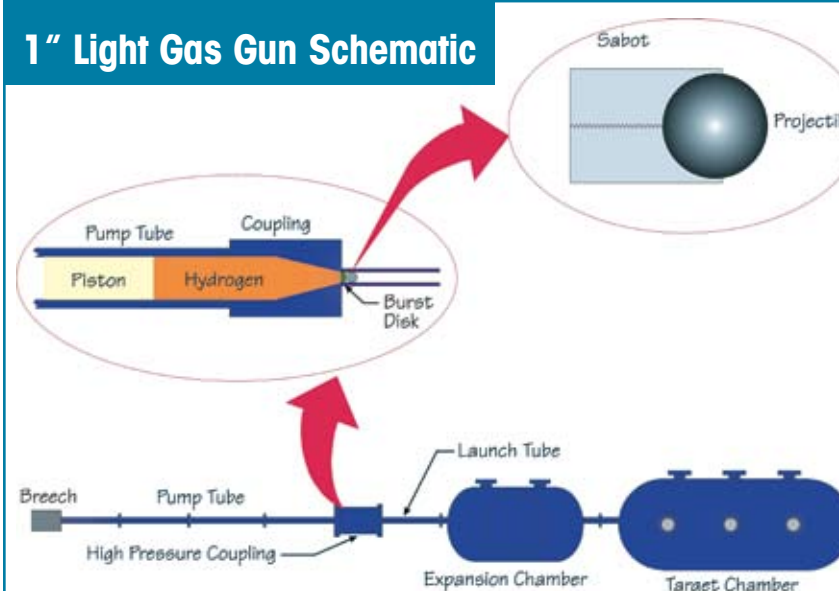 1" Light Gas Gun Schematic
Sabot
Projectil
Coupling
Pump Tube
Piston
Hydrogen
Burst
Disk
Launch Tube
Breech
Pump Tube
High Pressure Coupling
Expansion Chamber
Target Chamber